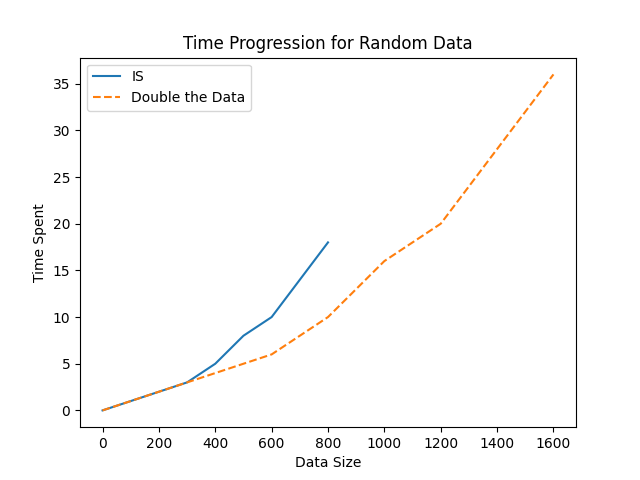 Time Progression for Random Data
IS
Double the Data
Time Spent
35
30
25
20
15
10
5
0
0 200 400 600 800 1000 1200 1400 1600
Data Size